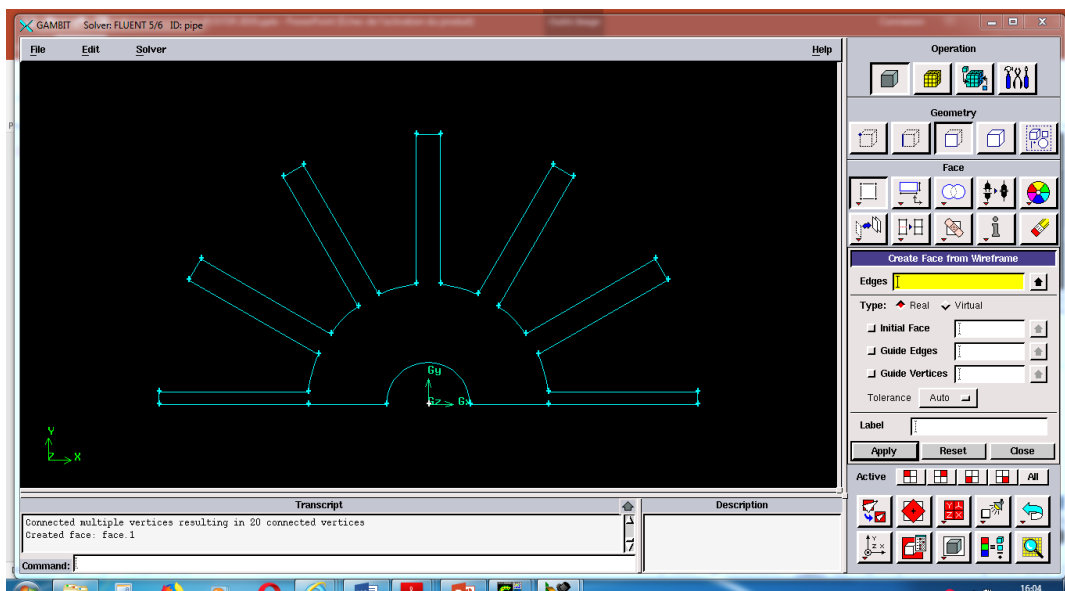 GAMBIT Solver: FLUENT 5/6 ID: pipe
File Edit Solver Help
Operation
Geometry
Face
Create Face from Wireframe
Edges
Type: Real Virtual
Initial Face
Guide Edges
Guide Vertices
Tolerance Auto
Label
Apply Reset Close
Active All
Gy
Gz Gx
Y
Z X
Transcript
Description
Connected multiple vertices resulting in 20 connected vertices
Created face: face.1
Command:
16:04